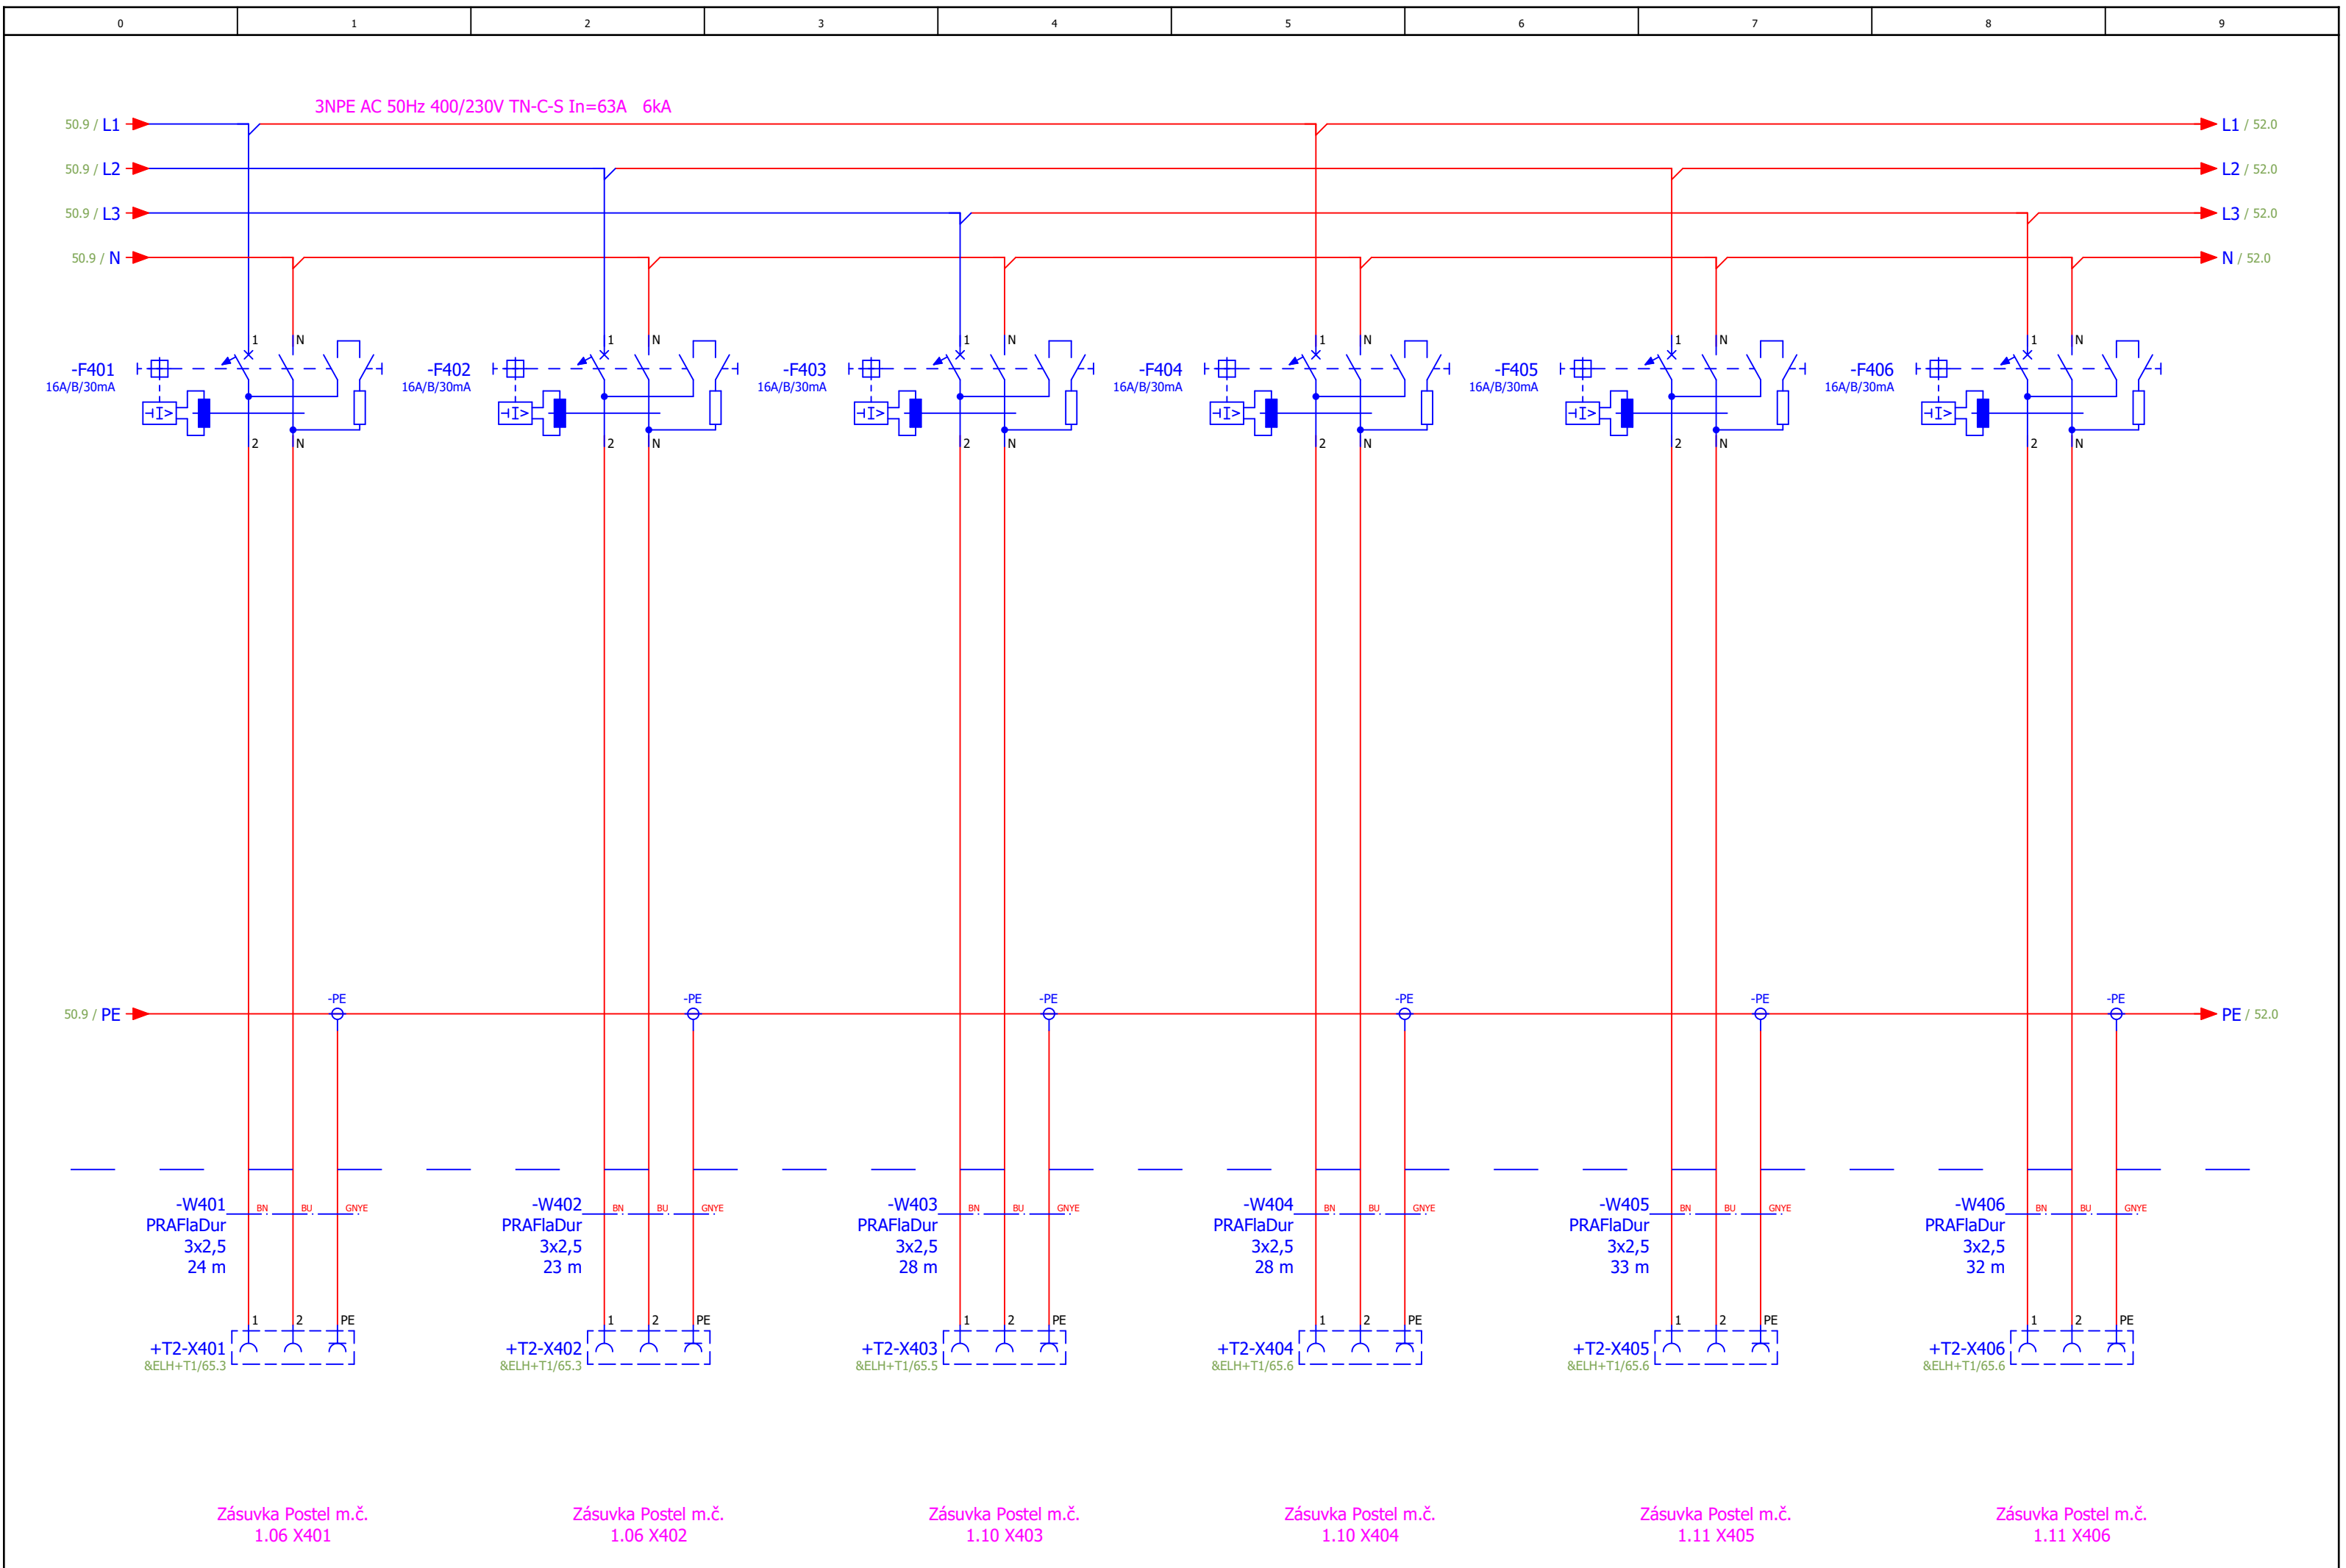 0 1 2 3 4 5 6 7 8 9
3NPE AC 50Hz 400/230V TN-C-S In=63A 6kA
50.9 / L1 L1 / 52.0
50.9 / L2 L2 / 52.0
50.9 / L3 L3 / 52.0
50.9 / N N / 52.0
1 N 1 N 1 N 1 N 1 N 1 N
-F401 -F402 -F403 -F404 -F405 -F406
16A/B/30mA 16A/B/30mA 16A/B/30mA 16A/B/30mA 16A/B/30mA 16A/B/30mA
I> I> I> I> I> I>
2 N 2 N 2 N 2 N 2 N 2 N
-PE -PE -PE -PE -PE -PE
50.9 / PE PE / 52.0
-W401 BN BU GNYE -W402 BN BU GNYE -W403 BN BU GNYE -W404 BN BU GNYE -W405 BN BU GNYE -W406 BN BU GNYE
PRAFlaDur PRAFlaDur PRAFlaDur PRAFlaDur PRAFlaDur PRAFlaDur
3x2,5 3x2,5 3x2,5 3x2,5 3x2,5 3x2,5
24 m 23 m 28 m 28 m 33 m 32 m
1 2 PE 1 2 PE 1 2 PE 1 2 PE 1 2 PE 1 2 PE
+T2-X401 +T2-X402 +T2-X403 +T2-X404 +T2-X405 +T2-X406
&ELH+T1/65.3 &ELH+T1/65.3 &ELH+T1/65.5 &ELH+T1/65.6 &ELH+T1/65.6 &ELH+T1/65.6
Zásuvka Postel m.č. Zásuvka Postel m.č. Zásuvka Postel m.č. Zásuvka Postel m.č. Zásuvka Postel m.č. Zásuvka Postel m.č.
1.06 X401 1.06 X402 1.10 X403 1.10 X404 1.11 X405 1.11 X406